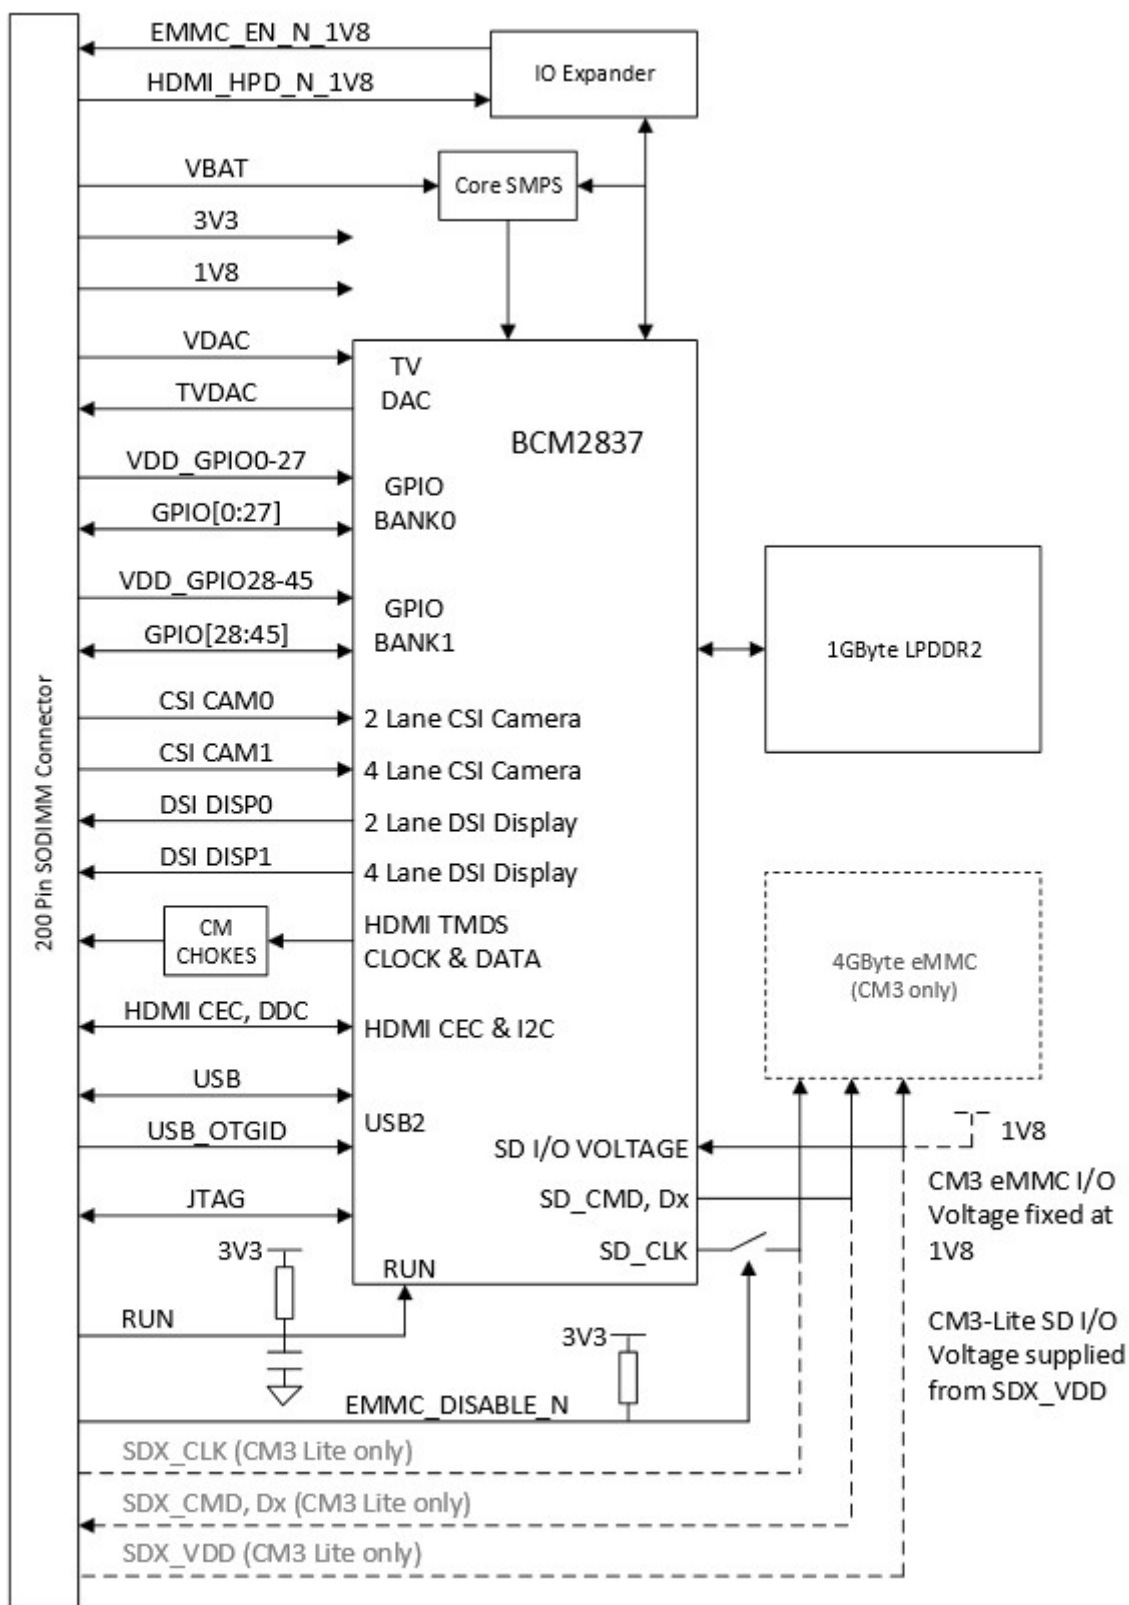 EMMC_EN_N_1V8
IO Expander
HDMI_HPD_N_1V8
VBAT
Core SMPS
3V3
1V8
VDAC
TV
DAC
TVDAC
BCM2837
VDD_GPIO0-27
GPIO
BANK0
GPIO[0:27]
VDD_GPIO28-45
GPIO
BANK1
GPIO[28:45]
1GByte LPDDR2
200 Pin SODIMM Connector
CSI CAM0
2 Lane CSI Camera
CSI CAM1
4 Lane CSI Camera
DSI DISP0
2 Lane DSI Display
DSI DISP1
4 Lane DSI Display
CM
CHOKES
HDMI TMDS
CLOCK & DATA
4GByte eMMC
(CM3 only)
HDMI CEC, DDC
HDMI CEC & I2C
USB
USB2
USB_OTGID
SD I/O VOLTAGE
1V8
JTAG
SD_CMD, Dx
CM3 eMMC I/O
Voltage fixed at
1V8
3V3
SD_CLK
RUN
RUN
3V3
CM3-Lite SD I/O
Voltage supplied
from SDX_VDD
EMMC_DISABLE_N
SDX_CLK (CM3 Lite only)
SDX_CMD, Dx (CM3 Lite only)
SDX_VDD (CM3 Lite only)